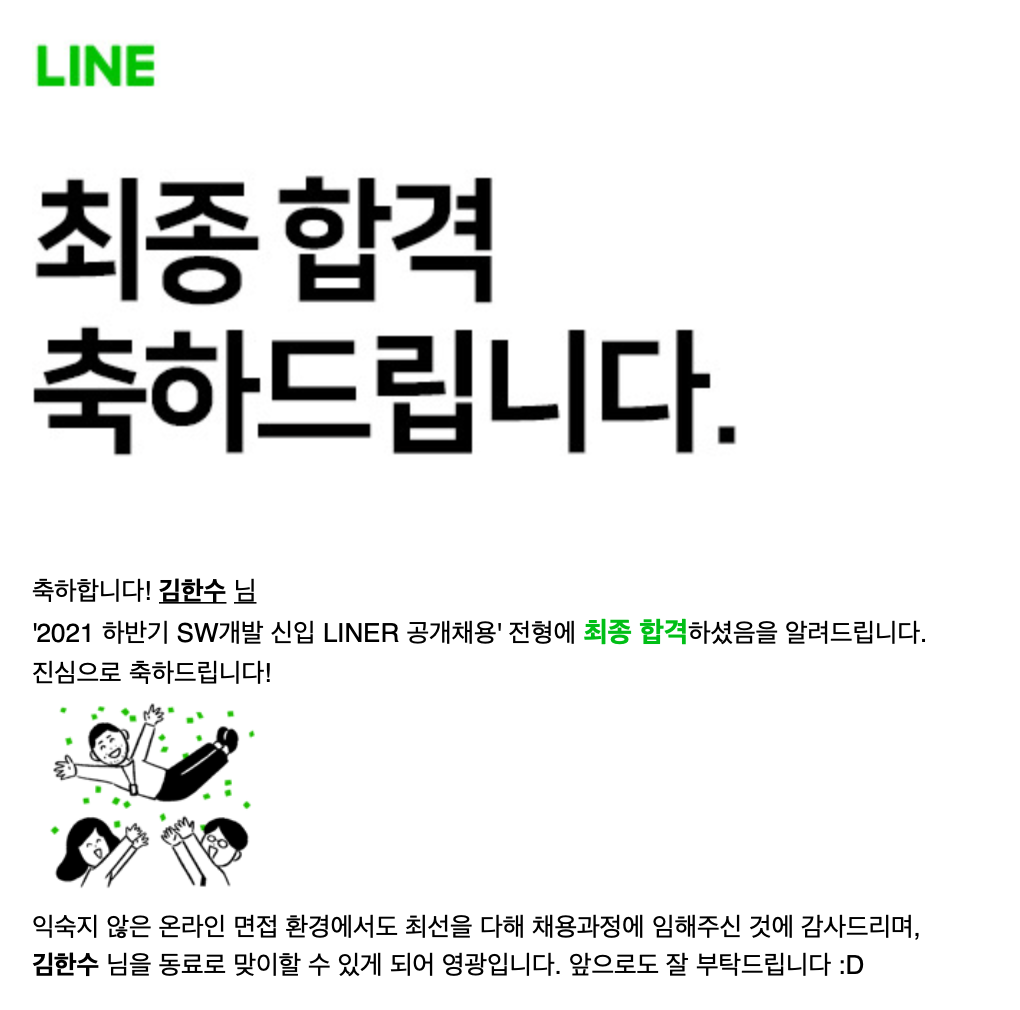 LINE
최종 합격
축하드립니다.
축하합니다! 김한수 님
'2021 하반기 SW개발 신입 LINER 공개채용' 전형에 최종 합격하셨음을 알려드립니다.
진심으로 축하드립니다!
익숙지 않은 온라인 면접 환경에서도 최선을 다해 채용과정에 임해주신 것에 감사드리며,
김한수 님을 동료로 맞이할 수 있게 되어 영광입니다. 앞으로도 잘 부탁드립니다 :D